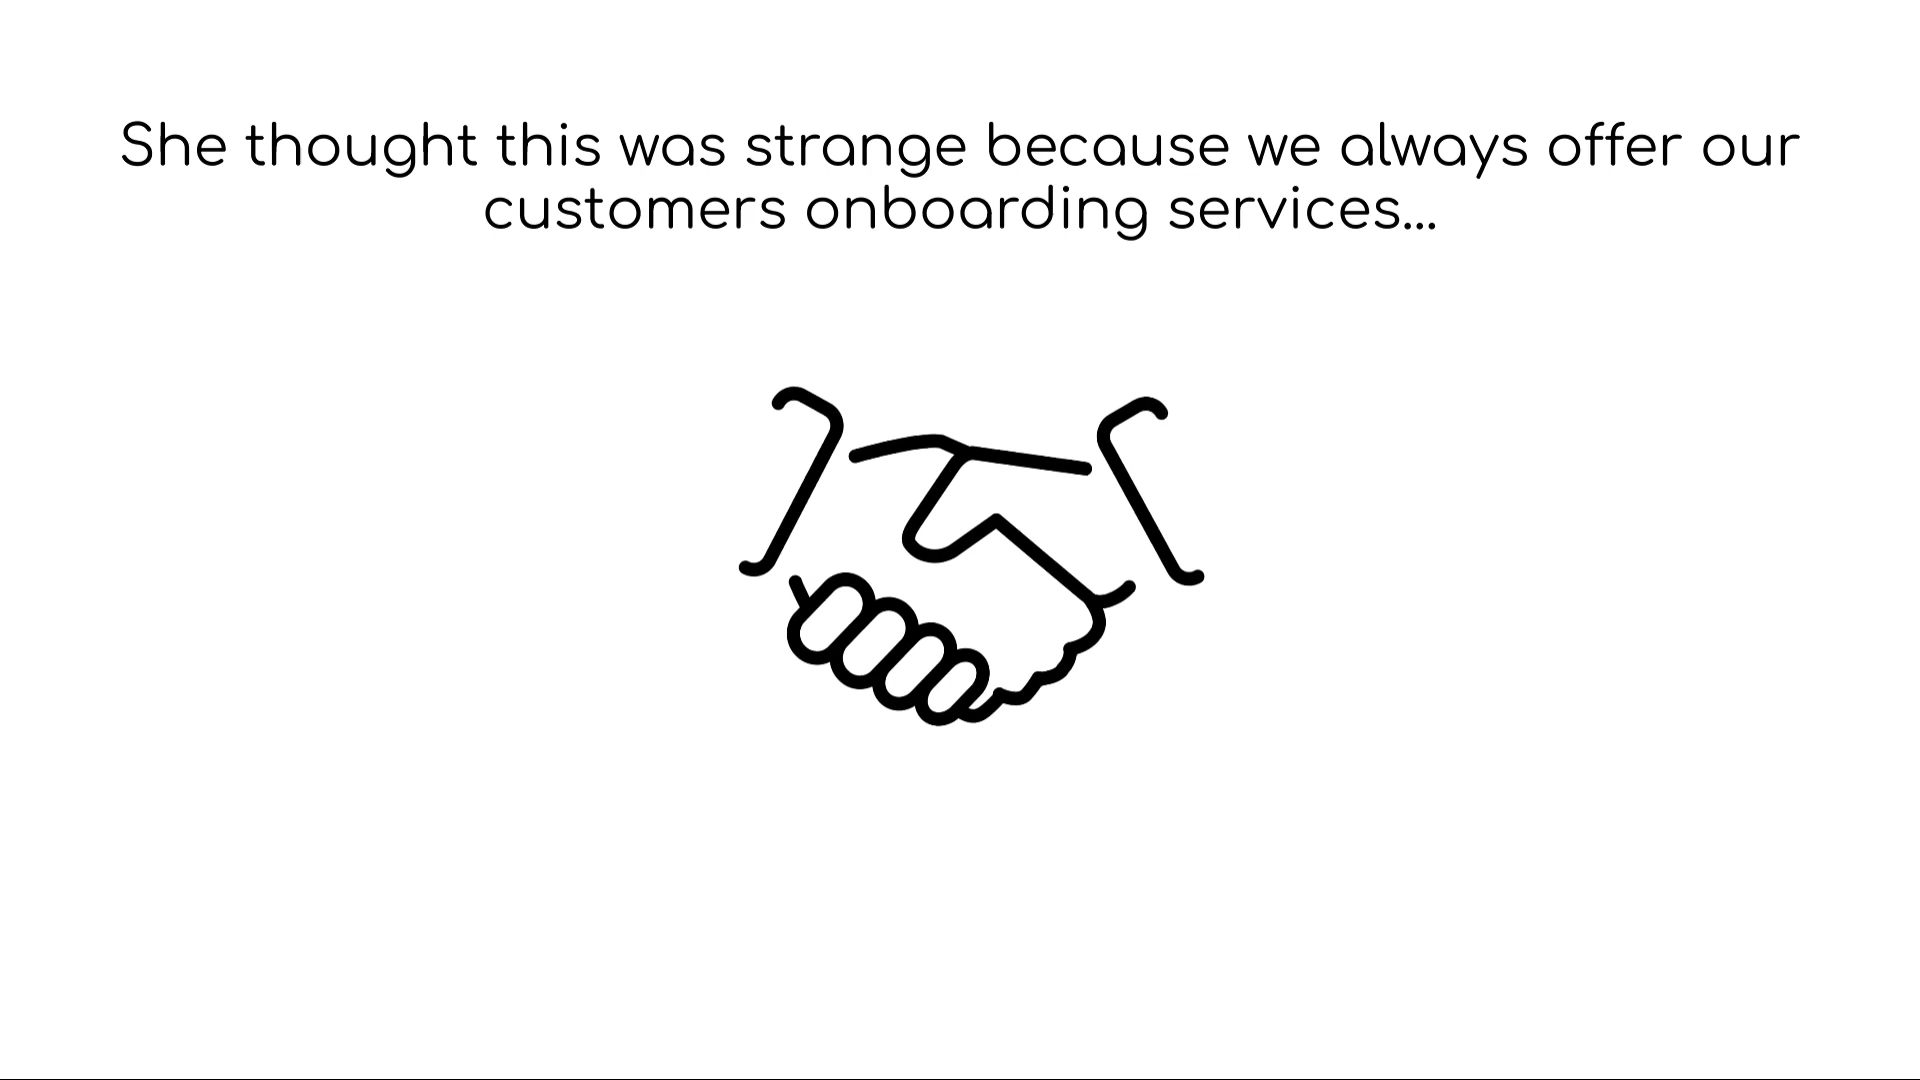 She thought this was strange because we always offer our
customers onboarding services...